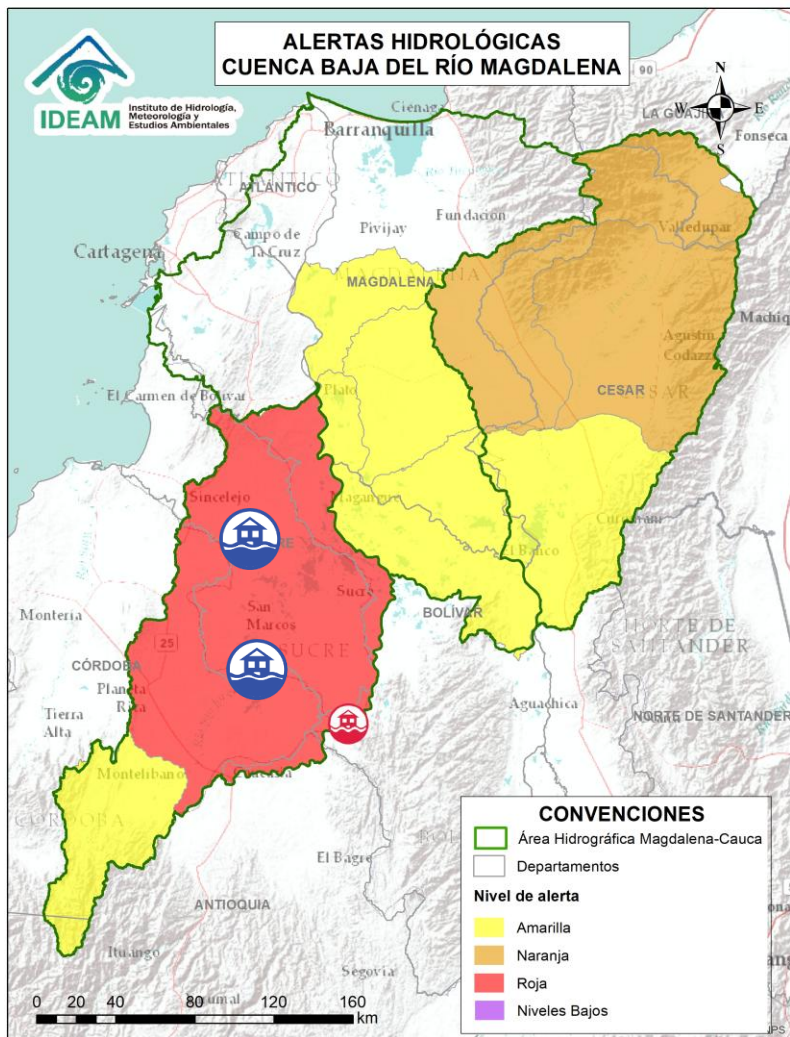 ALERTAS HIDROLÓGICAS
CUENCA BAJA DEL RÍO MAGDALENA
IDEAM
Instituto de Hidrología,
Meteorología y
Estudios Ambientales
N
W
E
S
90
Ciénaga
LA GUAJIRA
Barranquilla
Fonseca
ATLÁNTICO
Fundación
Pivijay
Valledupar
Campo de
la Cruz
Cartagena
MAGDALENA
Machiq
Agustín
Codazzi
CESAR
El Carmen de Bolívar
Plato
Sincelejo
Magangué
Curumaní
El Banco
Sucre
BOLÍVAR
San
Marcos
Montería
NORTE DE
SANTANDER
25
SUCRE
CÓRDOBA
Planeta
Rica
Aguachica
Tierra
Alta
NORTE DE SANTANDER
Montelíbano
CÓRDOBA
El Bagre
ANTIOQUIA
Ituango
Segovia
CONVENCIONES
Área Hidrográfica Magdalena-Cauca
Departamentos
Nivel de alerta
Amarilla
Naranja
Roja
Niveles Bajos
0 20 40 80 120 160
km